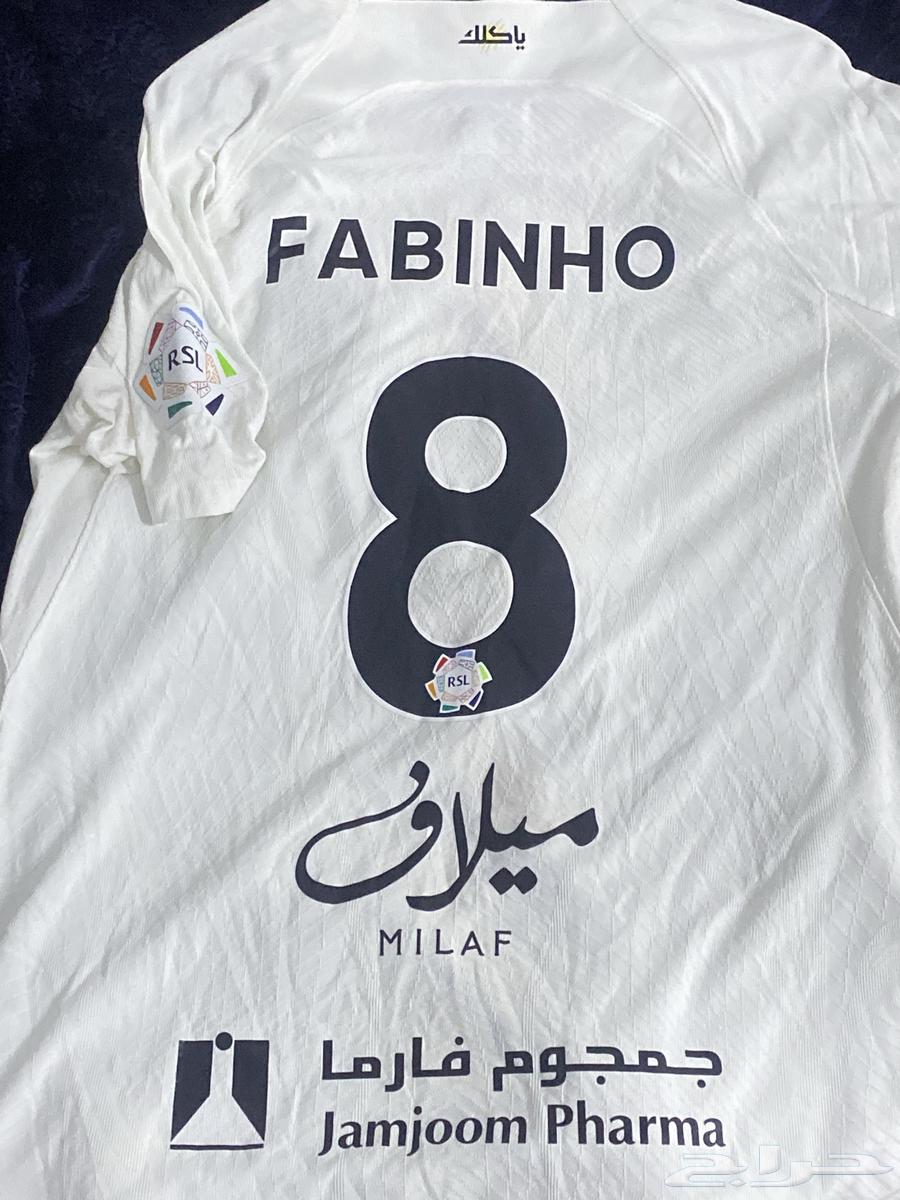 ياكلك
FABINHO
RSL
8
RSL
ميلاف
MILAF
جمجوم فارما
Jamjoom Pharma
حراج